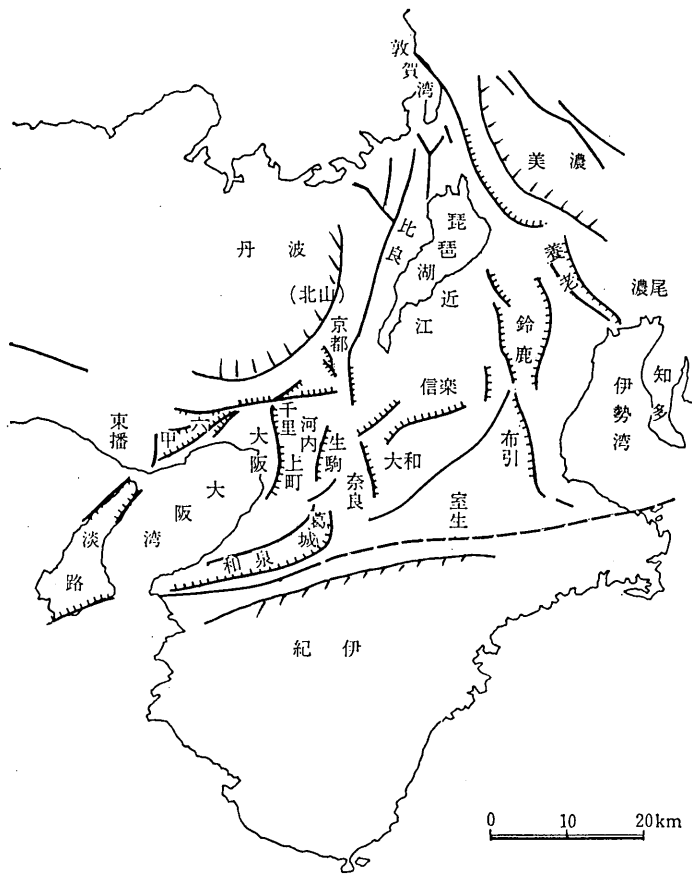 敦賀湾
美濃
琵琶湖
比良
丹波
(北山)
養老
濃尾
近江
京都
鈴鹿
伊勢湾
知多
信楽
東播
六甲
千里
河内
大阪
上町
生駒
大和
布引
奈良
室生
大阪湾
淡路
葛城
和泉
紀伊
0 10 20km